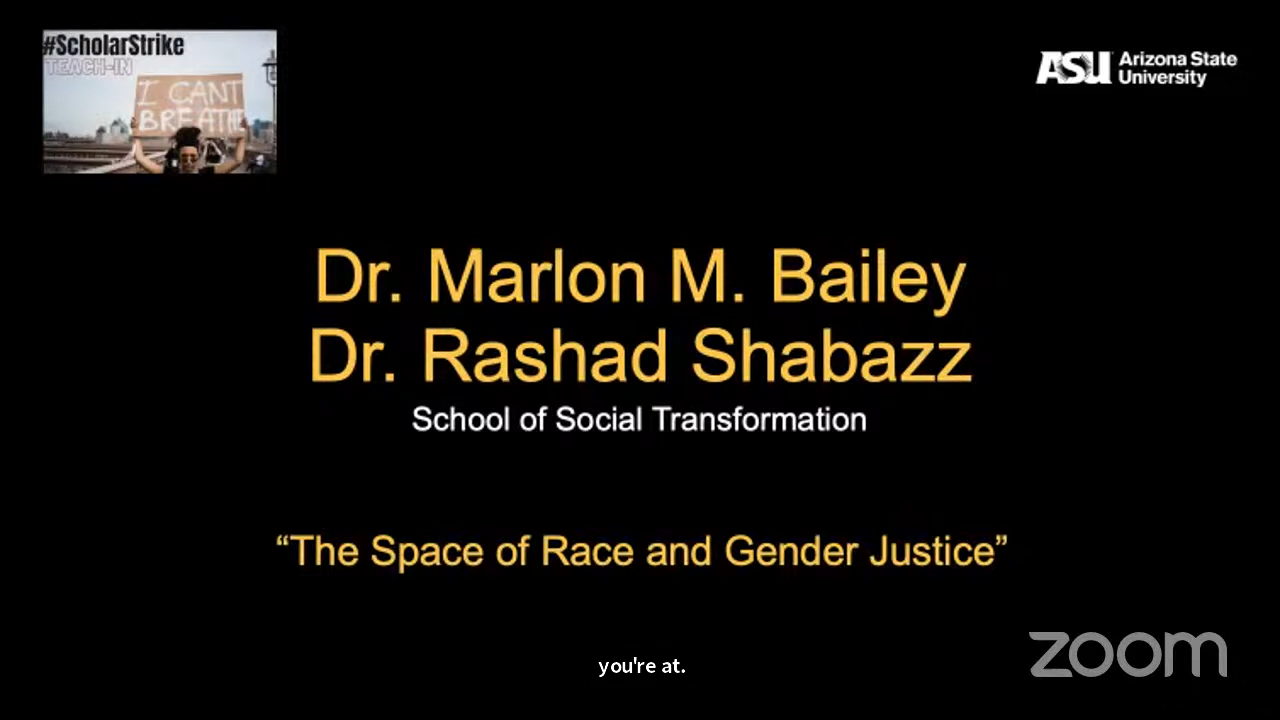 #ScholarStrike
TEACH-IN
I CANT
BREATHE
ASU Arizona State
University
Dr. Marlon M. Bailey
Dr. Rashad Shabazz
School of Social Transformation
“The Space of Race and Gender Justice”
you're at.
zoom